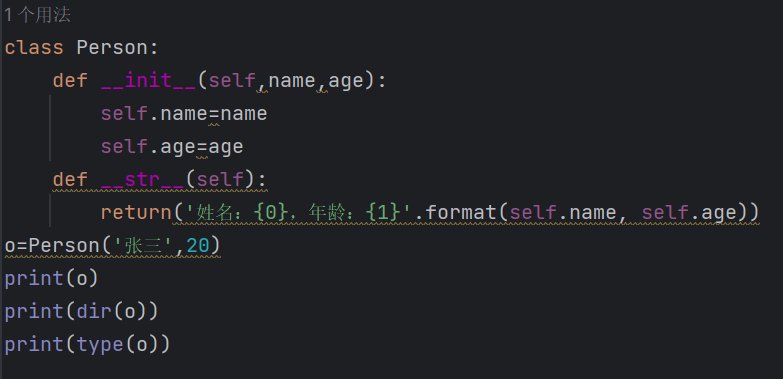 1 个用法
class Person:
    def __init__(self,name,age):
        self.name=name
        self.age=age
    def __str__(self):
        return('姓名：{0}，年龄：{1}'.format(self.name, self.age))
o=Person('张三',20)
print(o)
print(dir(o))
print(type(o))